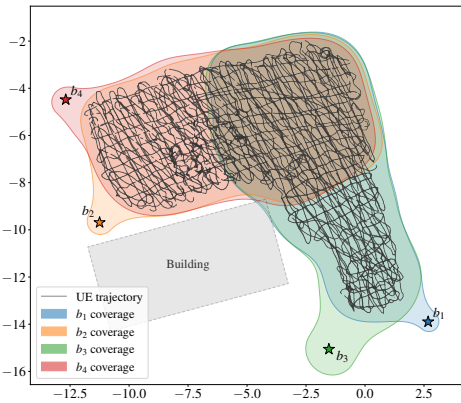 −2
−4
b4
−6
−8
b2
−10
Building
−12
UE trajectory
b1 coverage
b2 coverage
b3 coverage
b4 coverage
b1
−14
b3
−16
−12.5 −10.0 −7.5 −5.0 −2.5 0.0 2.5